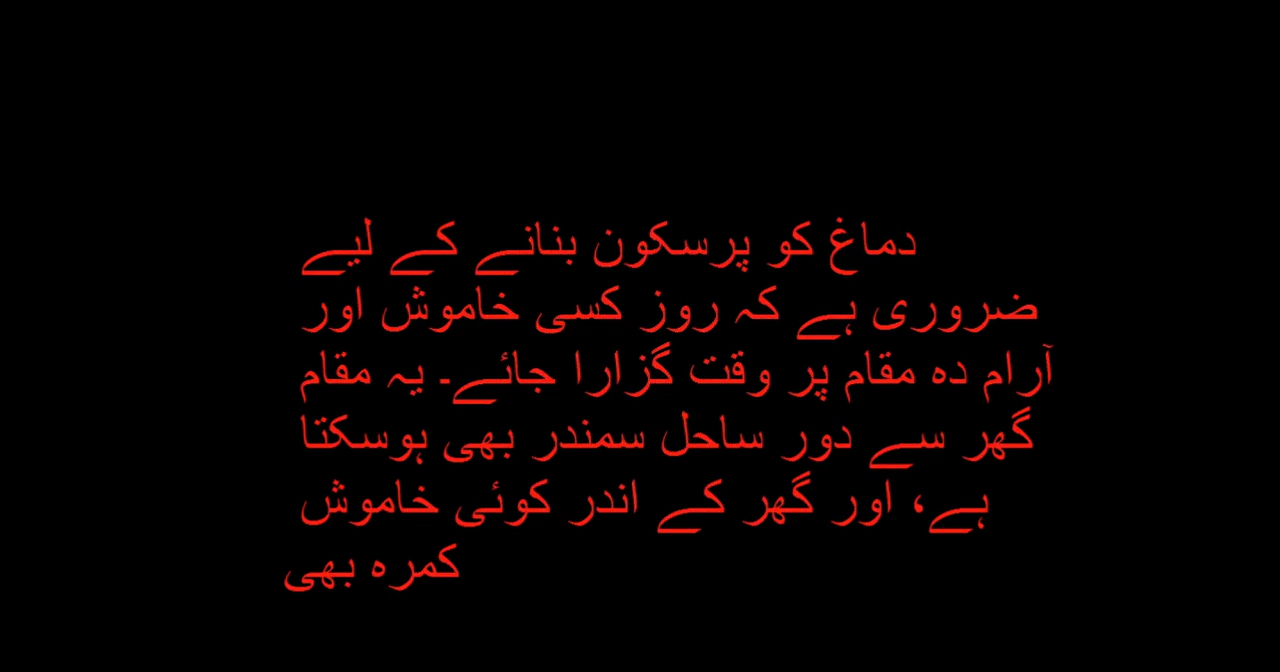 دماغ کو پرسکون بنانے کے لیے
ضروری ہے کہ روز کسی خاموش اور
آرام دہ مقام پر وقت گزارا جائے۔ یہ مقام
گھر سے دور ساحل سمندر بھی ہوسکتا
ہے، اور گھر کے اندر کوئی خاموش
کمرہ بھی